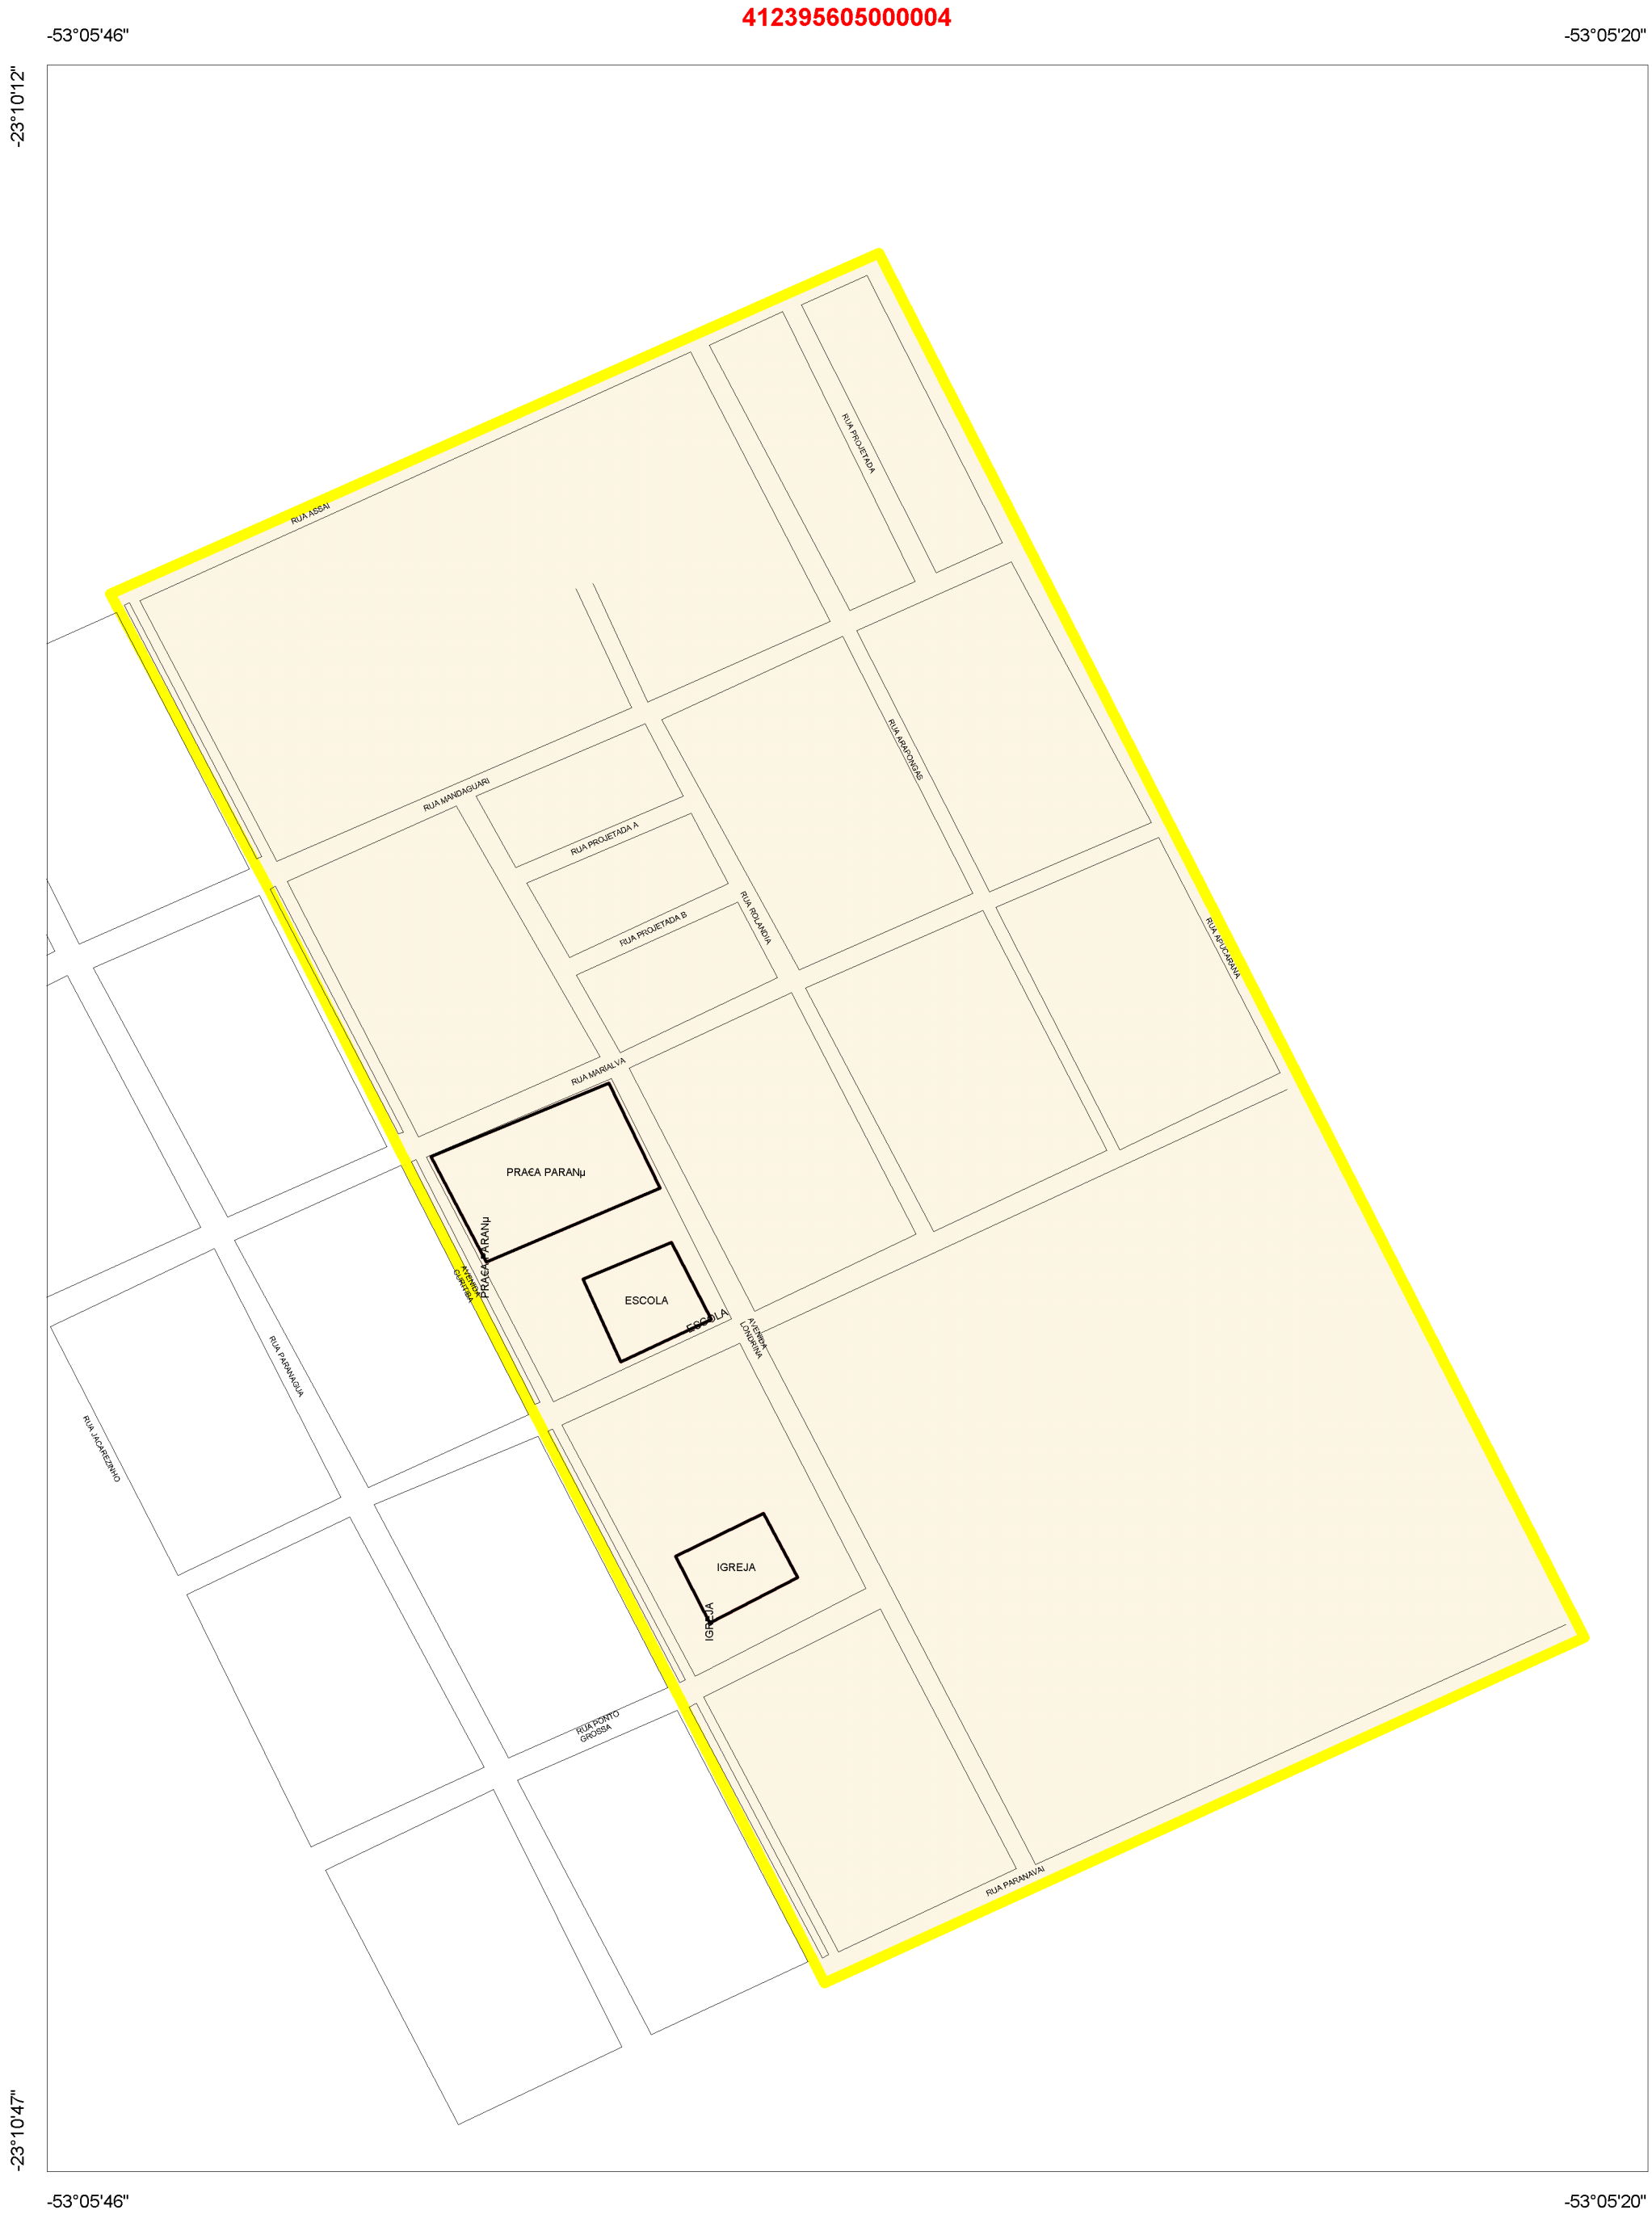 412395605000004
-53°05'46"
-53°05'20"
-23°10'12"
RUA PROJETADA
RUA ASSAI
RUA ARAPONGAS
RUA MANDAGUARI
RUA PROJETADA A
RUA ROLANDIA
RUA PROJETADA B
RUA APUCARANA
RUA MARIALVA
PRAЄA PARANµ
PRAЄA PARANµ
AVENIDA
CURITIBA
ESCOLA
ESCOLA
AVENIDA
LONDRINA
RUA PARANAGUA
RUA JACAREZINHO
IGREJA
IGREJA
RUA PONTO
GROSSA
RUA PARANAVAI
-23°10'47"
-53°05'46"
-53°05'20"